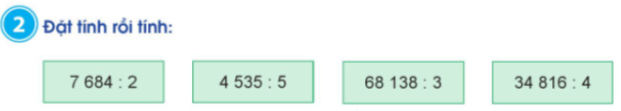 2 Đặt tính rồi tính:
7 684 : 2 4 535 : 5 68 138 : 3 34 816 : 4